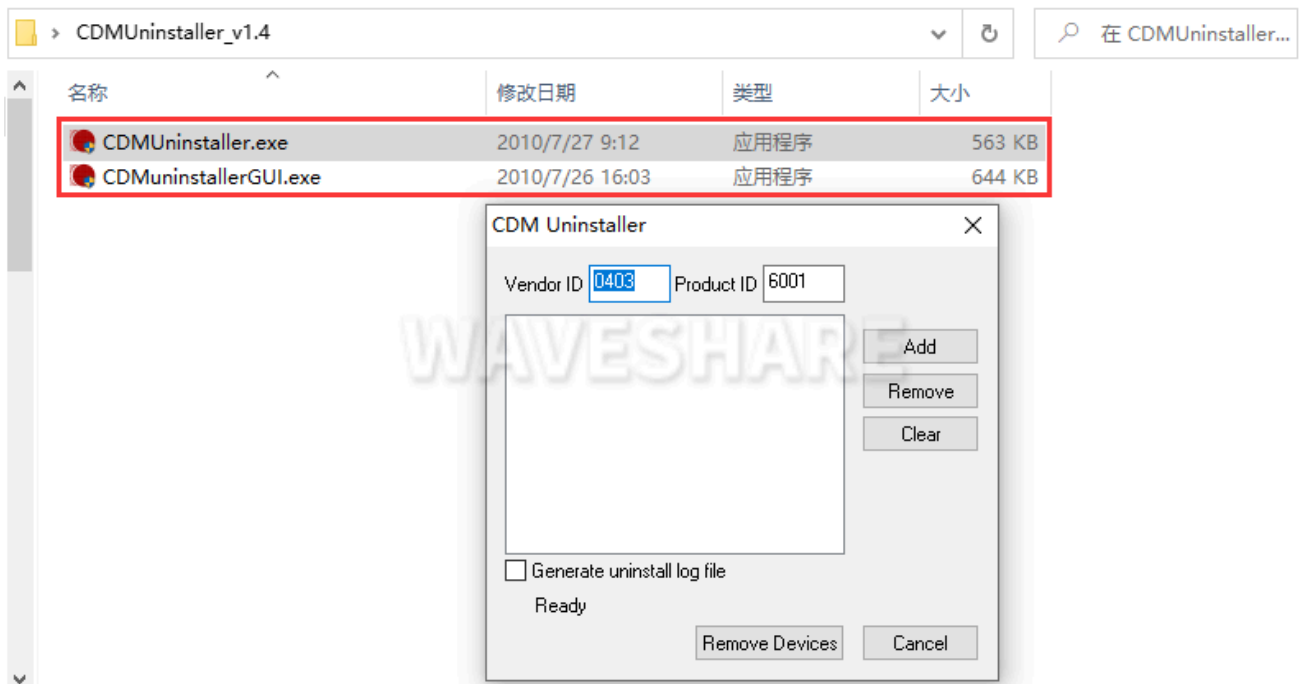 CDMUninstaller_v1.4
在 CDMUninstaller...
名称 修改日期 类型 大小
CDMUninstaller.exe 2010/7/27 9:12 应用程序 563 KB
CDMuninstallerGUI.exe 2010/7/26 16:03 应用程序 644 KB
CDM Uninstaller
Vendor ID 0403 Product ID 6001
WAVESHARE
Add
Remove
Clear
Generate uninstall log file
Ready
Remove Devices Cancel